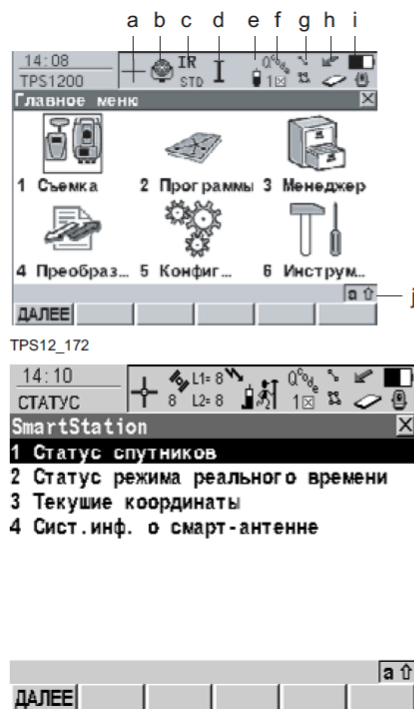 a b c d e f g h i
14:08
TPS1200
IR
STD
1
Главное меню
1 Съемка 2 Программы 3 Менеджер
4 Преобраз... 5 Конфиг... 6 Инструм...
a
j
ДАЛЕЕ
TPS12_172
14:10
СТАТУС
8
L1= 8
L2= 8
1
SmartStation
1 Статус спутников
2 Статус режима реального времени
3 Текушие координаты
4 Сист.инф. о смарт-антенне
a
ДАЛЕЕ